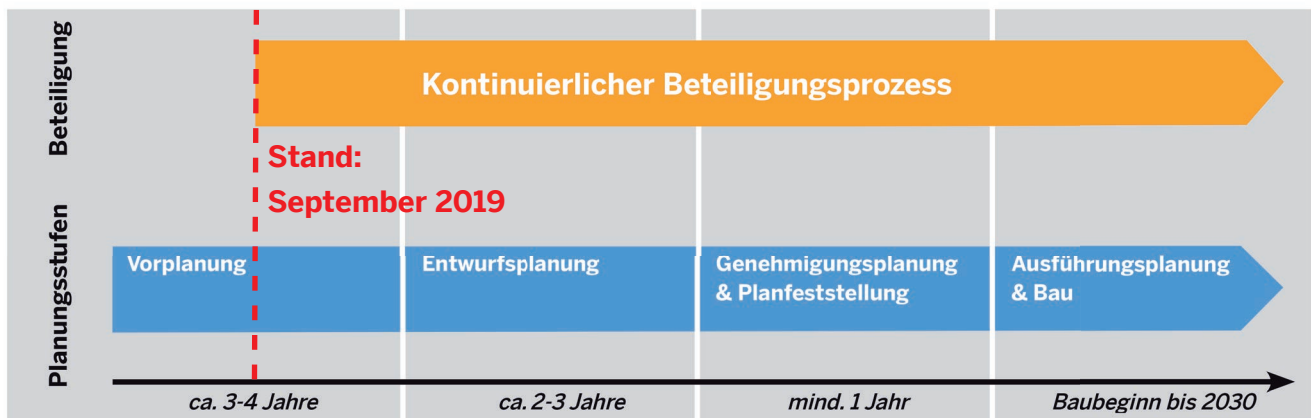 Beteiligung
Kontinuierlicher Beteiligungsprozess
Stand:
September 2019
Planungsstufen
Vorplanung
Entwurfsplanung
Genehmigungsplanung
& Planfeststellung
Ausführungsplanung
& Bau
ca. 3-4 Jahre
ca. 2-3 Jahre
mind. 1 Jahr
Baubeginn bis 2030